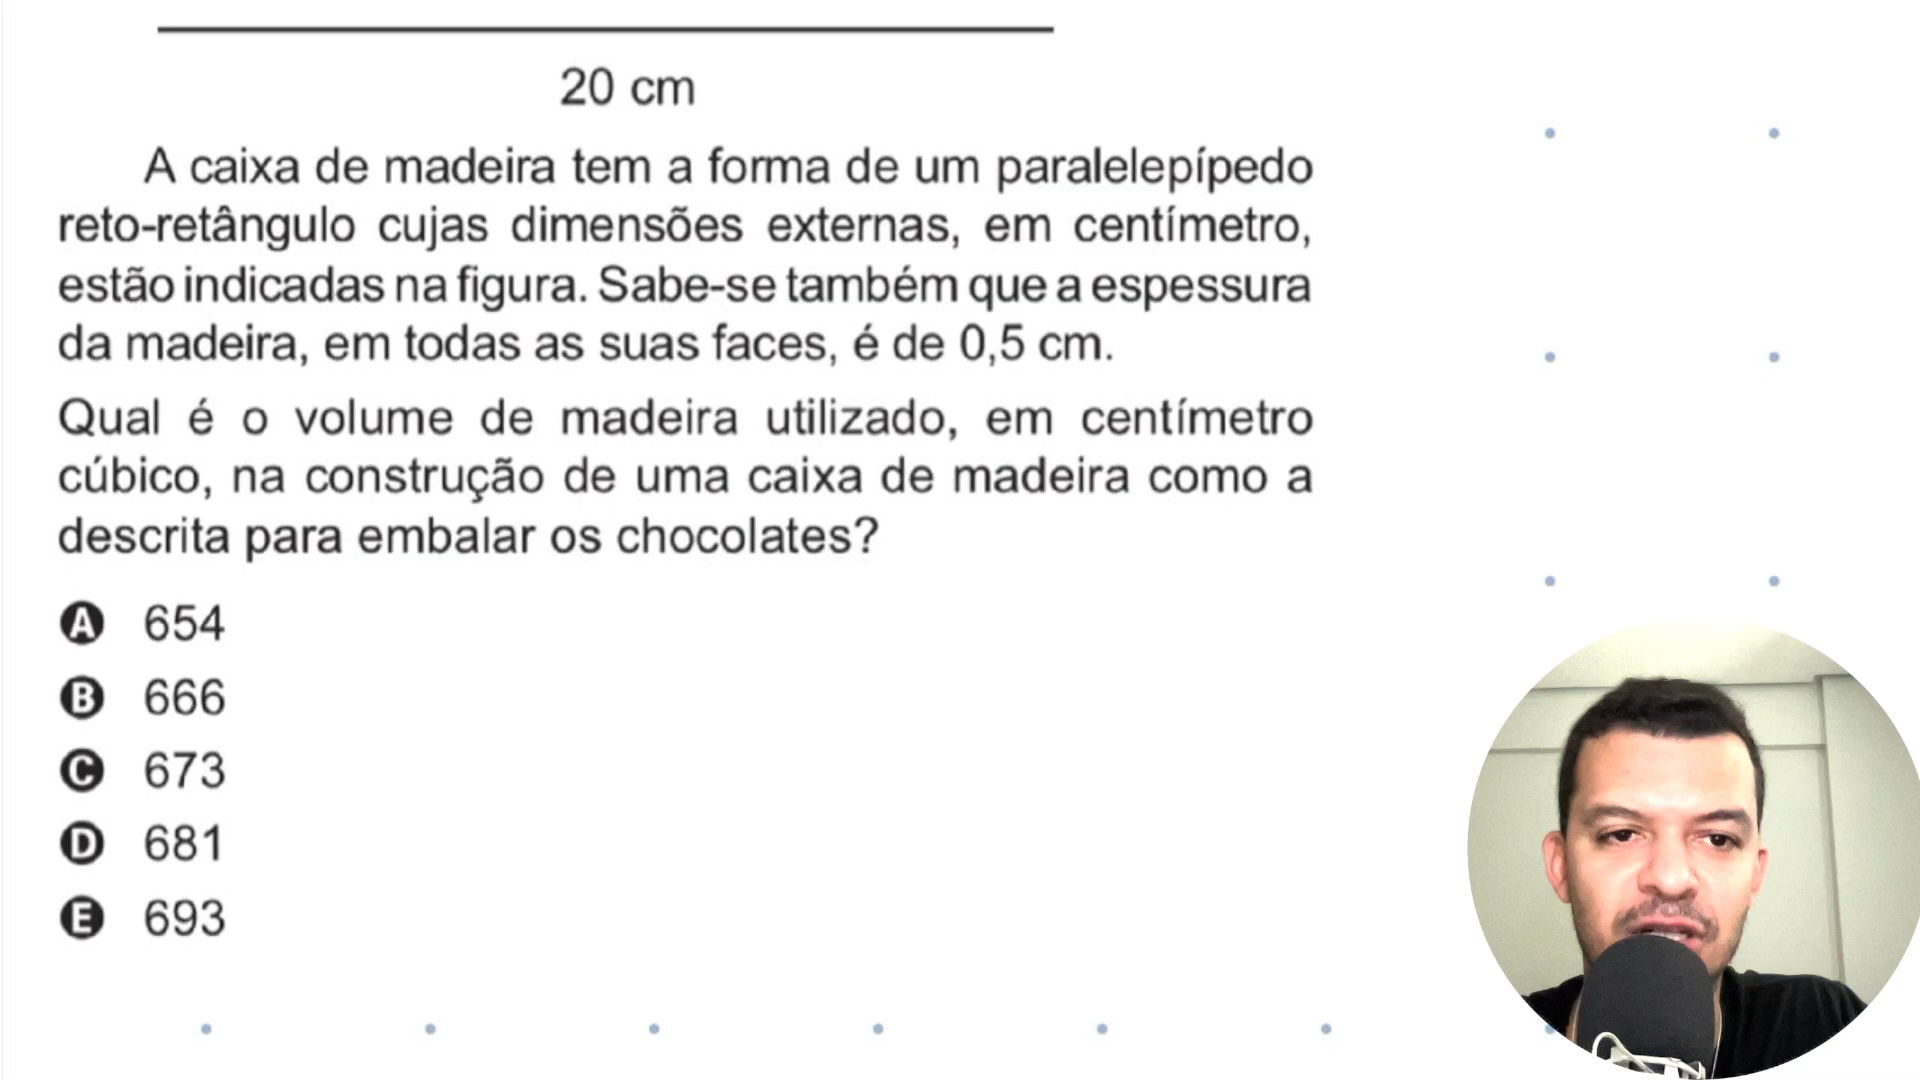 20 cm
A caixa de madeira tem a forma de um paralelepípedo
reto-retângulo cujas dimensões externas, em centímetro,
estão indicadas na figura. Sabe-se também que a espessura
da madeira, em todas as suas faces, é de 0,5 cm.
Qual é o volume de madeira utilizado, em centímetro
cúbico, na construção de uma caixa de madeira como a
descrita para embalar os chocolates?
A 654
B 666
C 673
D 681
E 693